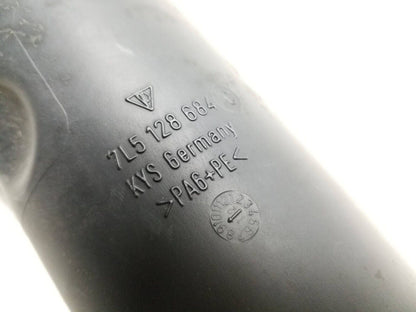 7L5 128 684
KYS Germany
>PA6+PE<